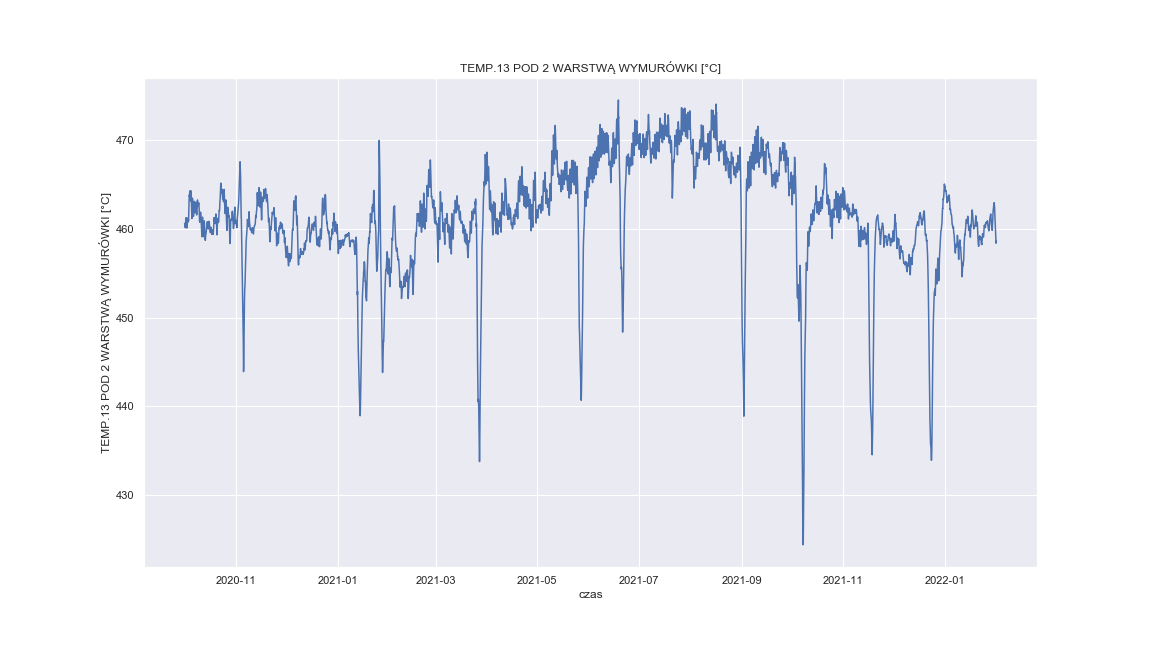 TEMP.13 POD 2 WARSTWĄ WYMURÓWKI [°C]
TEMP.13 POD 2 WARSTWĄ WYMURÓWKI [°C]
470
460
450
440
430
2020-11 2021-01 2021-03 2021-05 2021-07 2021-09 2021-11 2022-01
czas